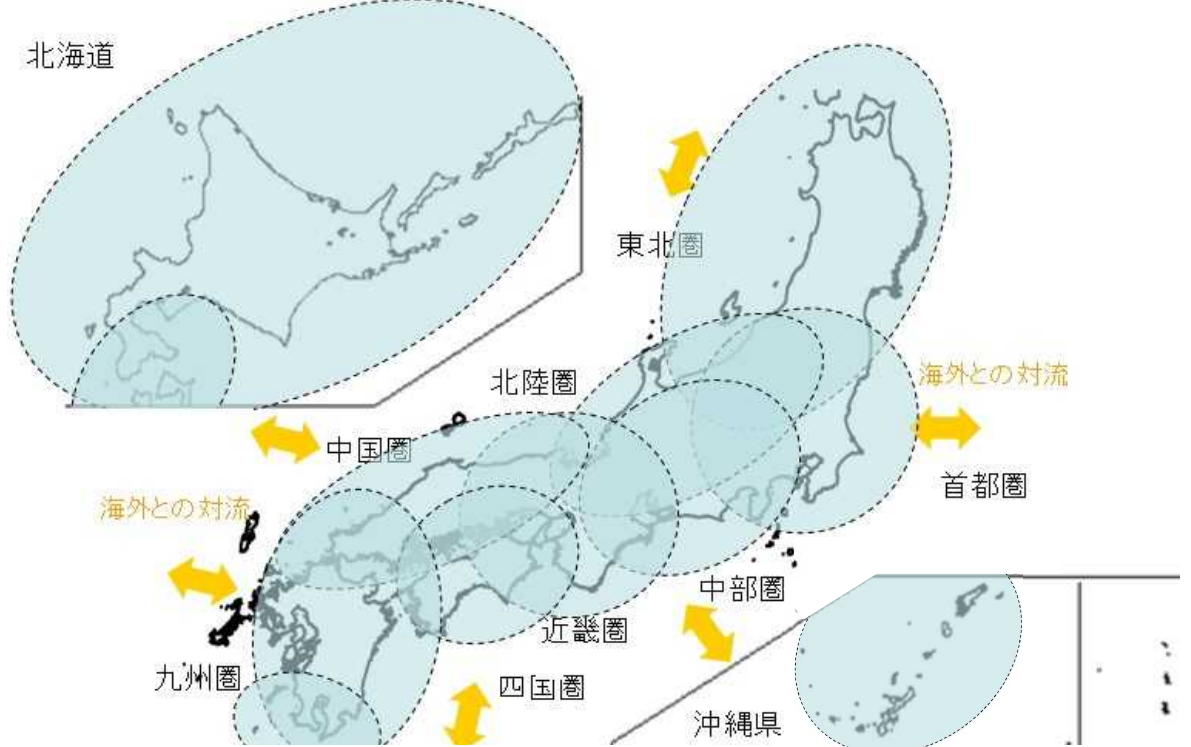 北海道
東北圏
海外との対流
北陸圏
中国圏
首都圏
海外との対流
中部圏
近畿圏
九州圏
四国圏
沖縄県